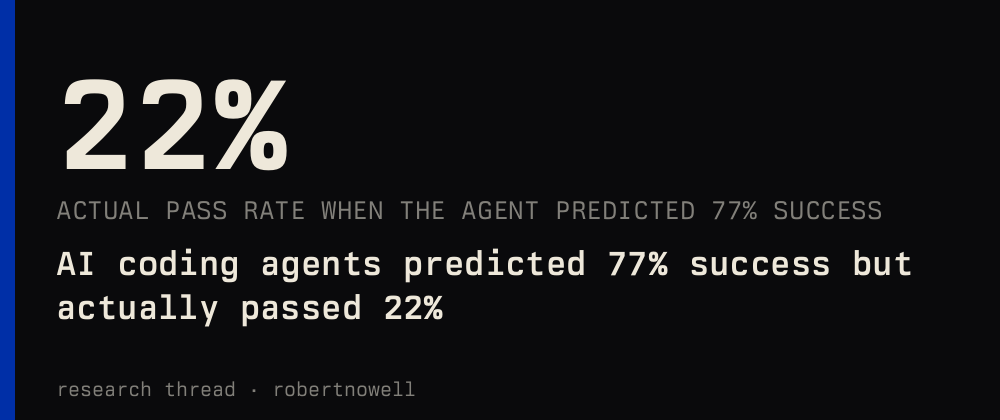 22%
ACTUAL PASS RATE WHEN THE AGENT PREDICTED 77% SUCCESS
AI coding agents predicted 77% success but
actually passed 22%
research thread · robertnowell